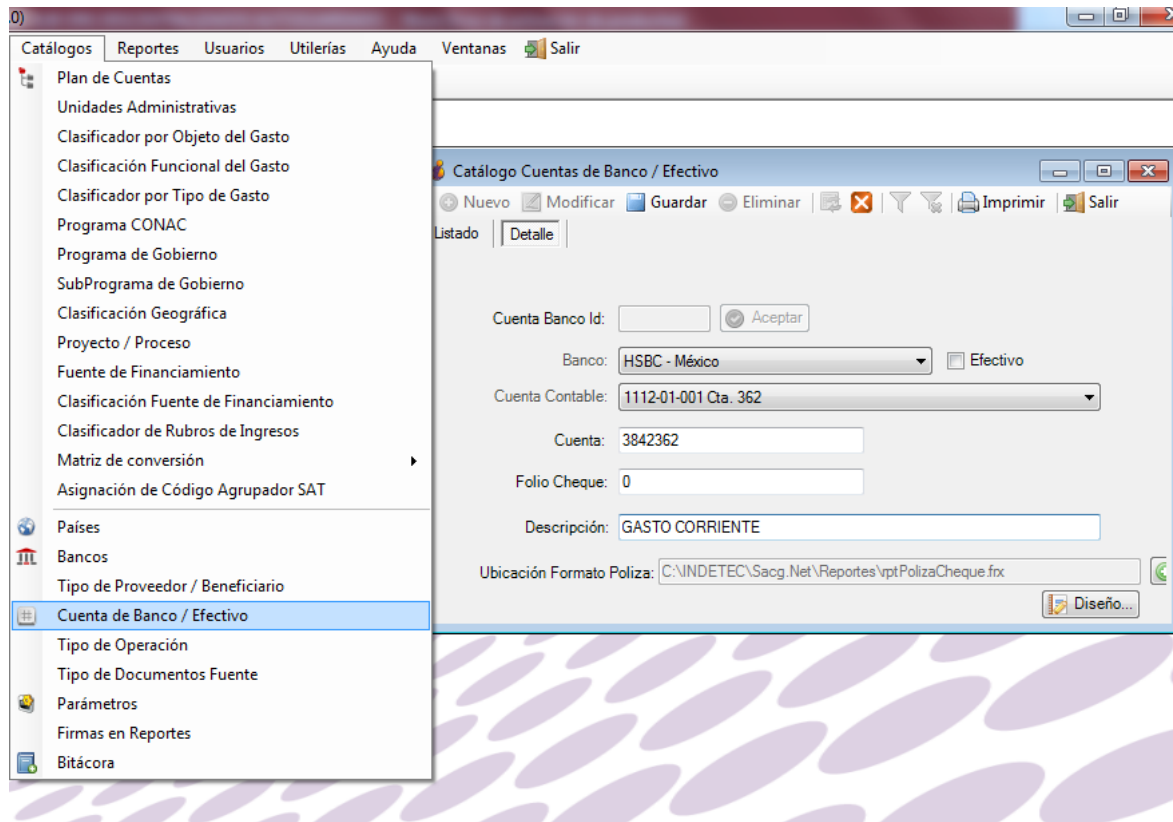 .0)
Catálogos Reportes Usuarios Utilerías Ayuda Ventanas Salir
Plan de Cuentas
Unidades Administrativas
Clasificador por Objeto del Gasto
Clasificación Funcional del Gasto
Clasificador por Tipo de Gasto
Programa CONAC
Programa de Gobierno
SubPrograma de Gobierno
Clasificación Geográfica
Proyecto / Proceso
Fuente de Financiamiento
Clasificación Fuente de Financiamiento
Clasificador de Rubros de Ingresos
Matriz de conversión
Asignación de Código Agrupador SAT
Países
Bancos
Tipo de Proveedor / Beneficiario
Cuenta de Banco / Efectivo
Tipo de Operación
Tipo de Documentos Fuente
Parámetros
Firmas en Reportes
Bitácora
Catálogo Cuentas de Banco / Efectivo
Nuevo Modificar Guardar Eliminar Imprimir Salir
Listado Detalle
Cuenta Banco Id: Aceptar
Banco: HSBC - México Efectivo
Cuenta Contable: 1112-01-001 Cta. 362
Cuenta: 3842362
Folio Cheque: 0
Descripción: GASTO CORRIENTE
Ubicación Formato Poliza: C:\INDETEC\Sacg.Net\Reportes\rptPolizaCheque.frx
Diseño...